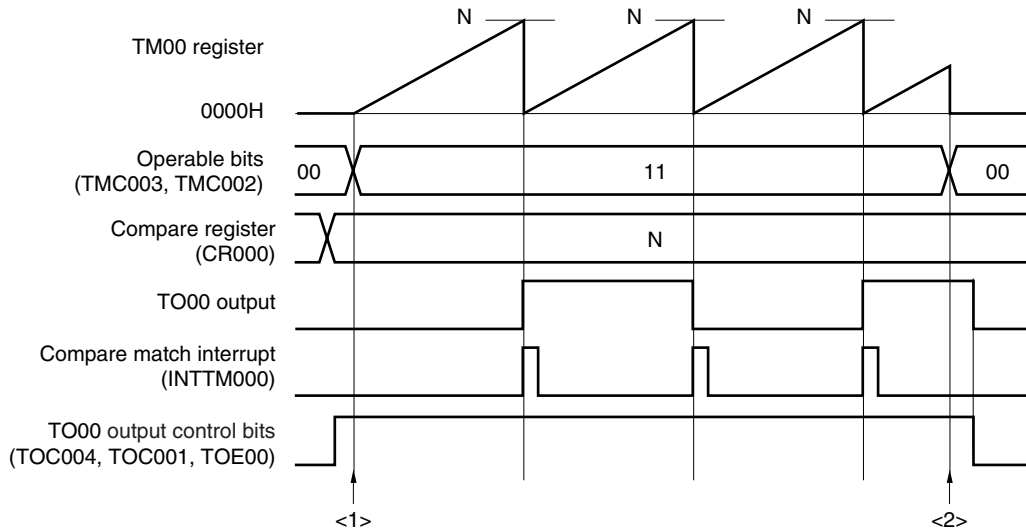 N N N
TM00 register
0000H
Operable bits
(TMC003, TMC002)
00 11 00
Compare register
(CR000)
N
TO00 output
Compare match interrupt
(INTTM000)
TO00 output control bits
(TOC004, TOC001, TOE00)
<1> <2>